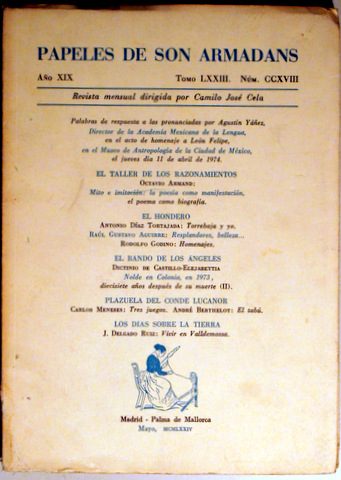 PAPELES DE SON ARMADANS
Año XIX Tomo LXXIII. Núm. CCXVIII
Revista mensual dirigida por Camilo José Cela
Palabras de respuesta a las pronunciadas por Agustín Yáñez,
Director de la Academia Mexicana de la Lengua,
en el acto de homenaje a León Felipe,
en el Museo de Antropología de la Ciudad de México,
el jueves día 11 de abril de 1974.
EL TALLER DE LOS RAZONAMIENTOS
Octavio Armand:
Mito e imitación: la poesía como manifestación,
el poema como biografía.
EL HONDERO
Antonio Díaz Tortajada: Torrebaja y yo.
Raúl Gustavo Aguirre: Resplandores, belleza...
Rodolfo Godino: Homenajes.
EL BANDO DE LOS ÁNGELES
Dictinio de Castillo-Elejabeytia
Nolde en Colonia, en 1973,
diecisiete años después de su muerte (II).
PLAZUELA DEL CONDE LUCANOR
Carlos Meneses: Tres juegos. André Berthelot: El tabú.
LOS DÍAS SOBRE LA TIERRA
J. Delgado Ruiz: Vivir en Valldemossa.
Madrid - Palma de Mallorca
Mayo, MCMLXXIV